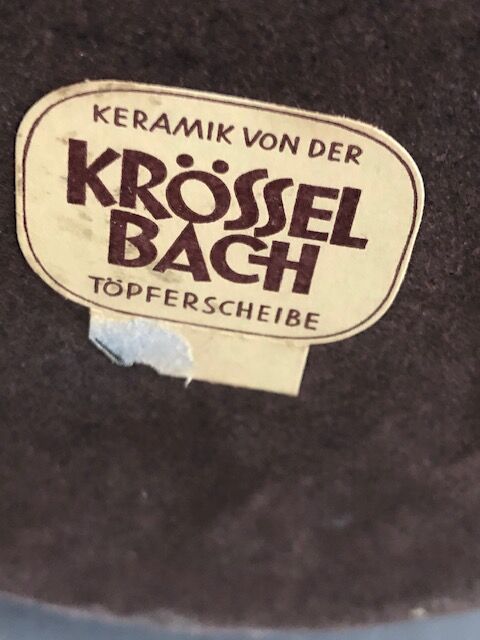 KERAMIK VON DER
KRÖSSEL
BACH
TÖPFERSCHEIBE